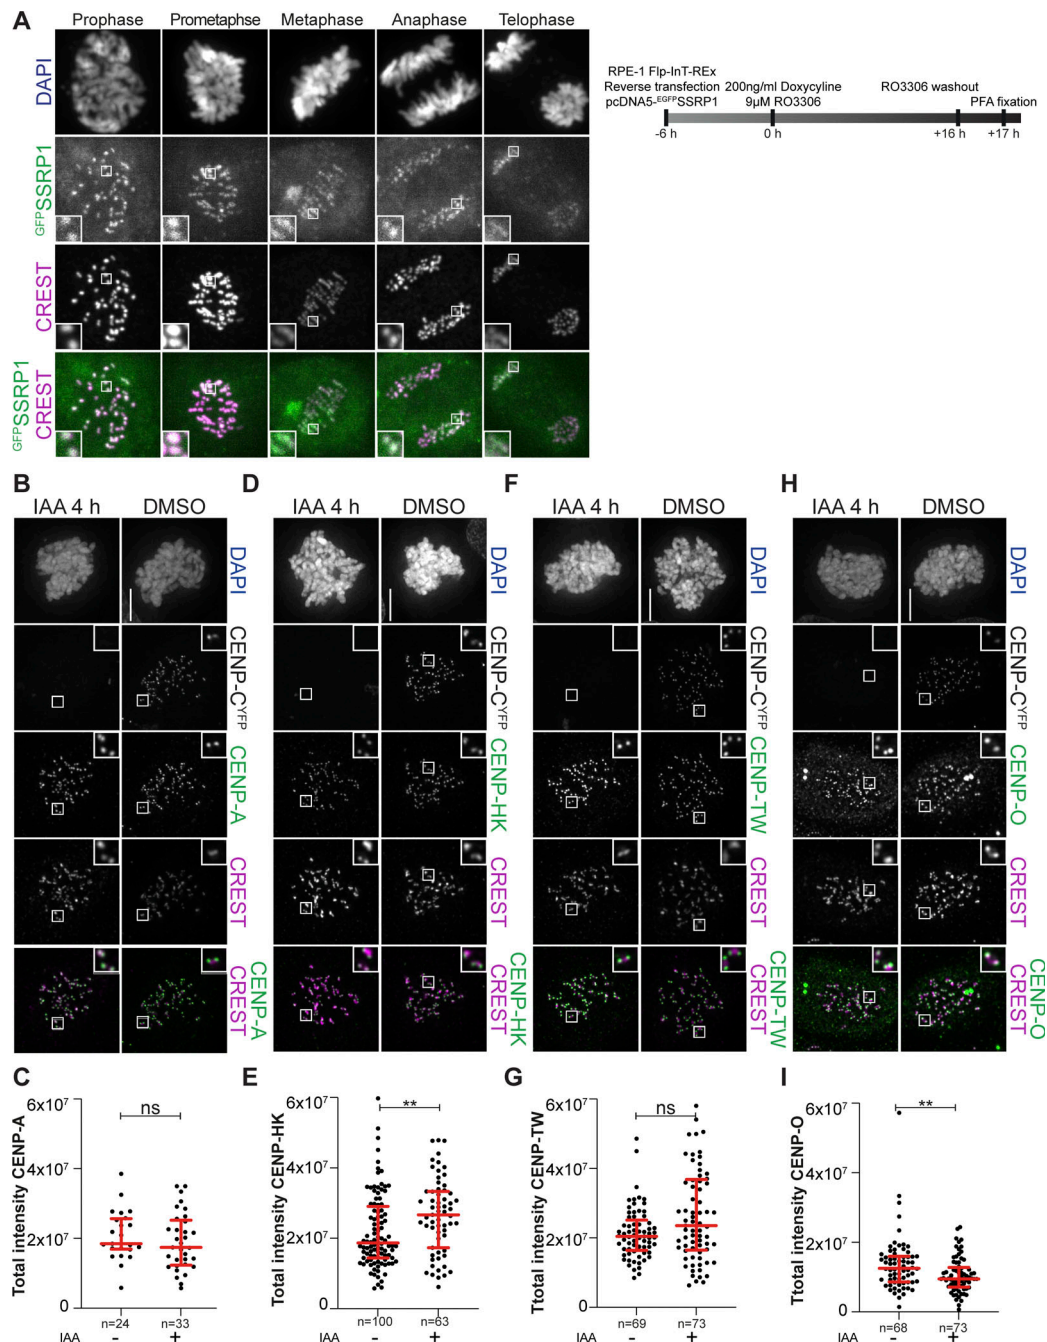 A
Prophase Prometaphse Metaphase Anaphase Telophase
DAPI
GFPSSRP1
CREST
GFPSSRP1
CREST
RPE-1 Flp-InT-REx
Reverse transfection 200ng/ml Doxycyline RO3306 washout
pcDNA5-EGFPSSRP1 9µM RO3306 PFA fixation
-6 h 0 h +16 h +17 h
B D F H
IAA 4 h DMSO IAA 4 h DMSO IAA 4 h DMSO IAA 4 h DMSO
DAPI DAPI DAPI DAPI
CENP-CYFP CENP-CYFP CENP-CYFP CENP-CYFP
CENP-A CENP-HK CENP-TW CENP-O
CREST CREST CREST CREST
CENP-A CENP-HK CENP-TW CENP-O
CREST CREST CREST CREST
C
Total intensity CENP-A
6x10⁷
4x10⁷
2x10⁷
0
ns
n=24 n=33
IAA - +
E
Total intensity CENP-HK
6x10⁷
4x10⁷
2x10⁷
0
**
n=100 n=63
IAA - +
G
Ttotal intensity CENP-TW
6x10⁷
4x10⁷
2x10⁷
0
ns
n=69 n=73
IAA - +
I
Ttotal intensity CENP-O
6x10⁷
4x10⁷
2x10⁷
0
**
n=68 n=73
IAA - +